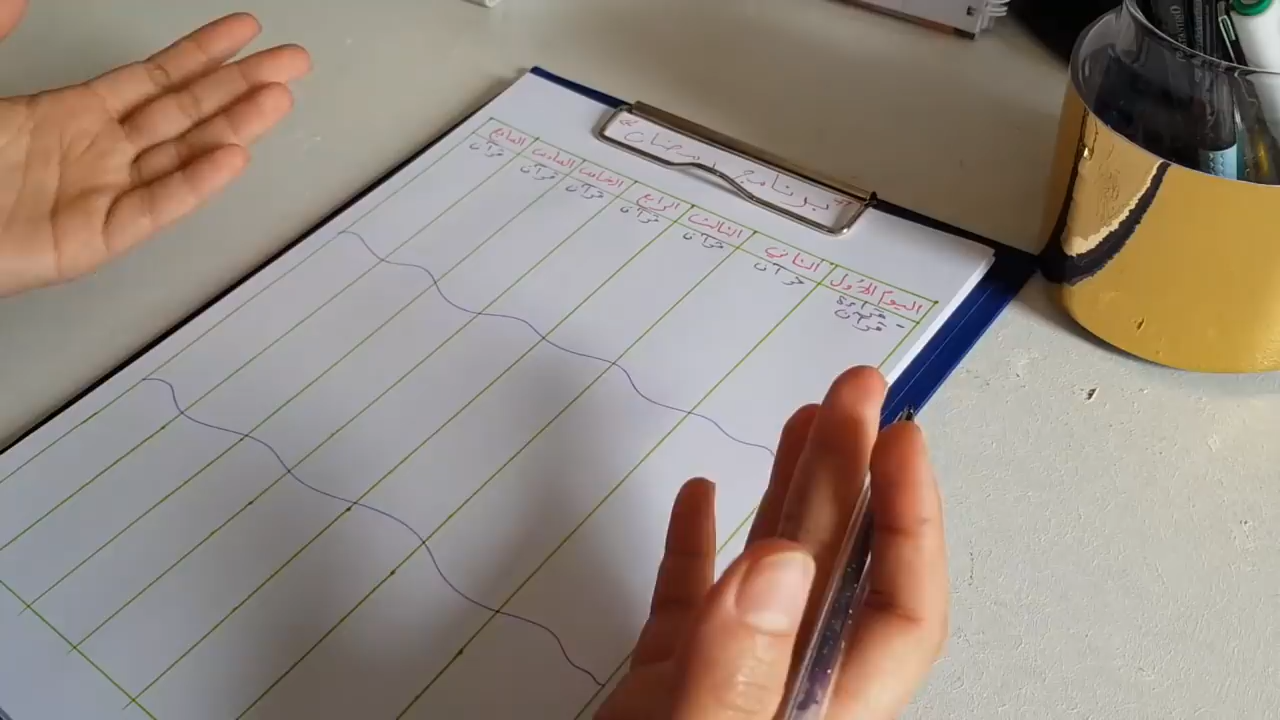 "برنامج رمضان"
اليوم الأول الثاني الثالث الرابع الخامس السادس السابع
- قراءة قرآن قرآن قرآن قرآن قرآن قرآن
قرآن